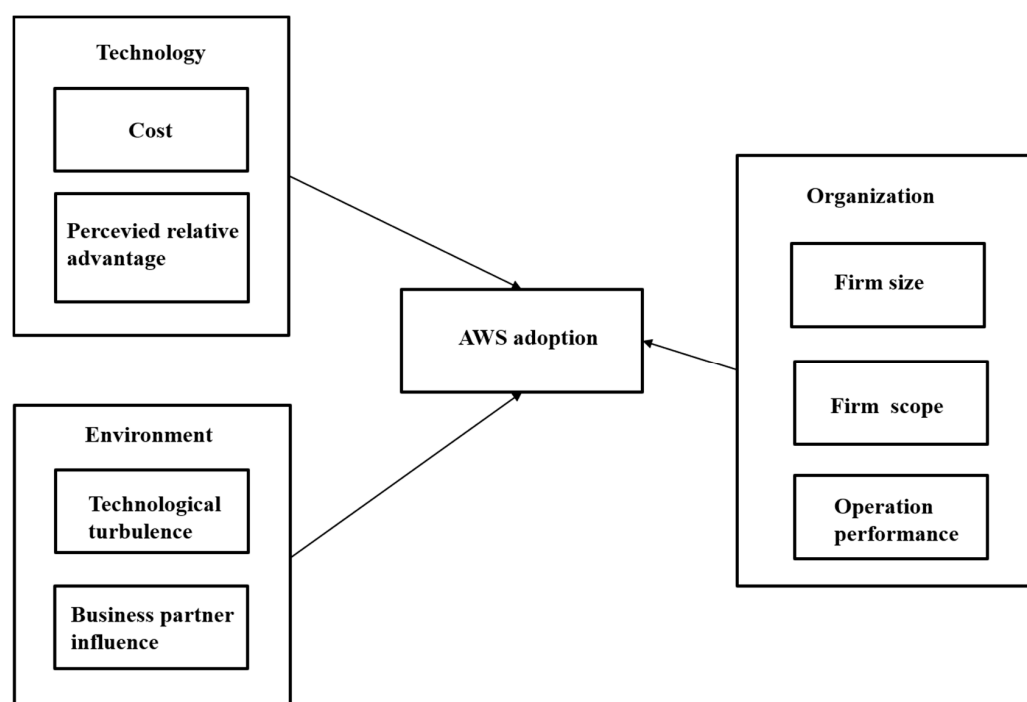 Technology
Cost
Percevied relative
advantage
Environment
Technological
turbulence
Business partner
influence
AWS adoption
Organization
Firm size
Firm scope
Operation
performance